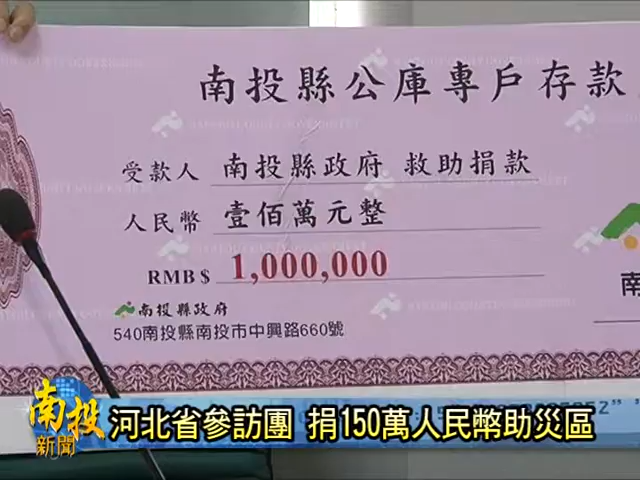 南投縣公庫專戶存款
受款人 南投縣政府 救助捐款
人民幣 壹佰萬元整
RMB $ 1,000,000
南投縣政府
540南投縣南投市中興路660號
南
南投新聞
河北省參訪團 捐150萬人民幣助災區